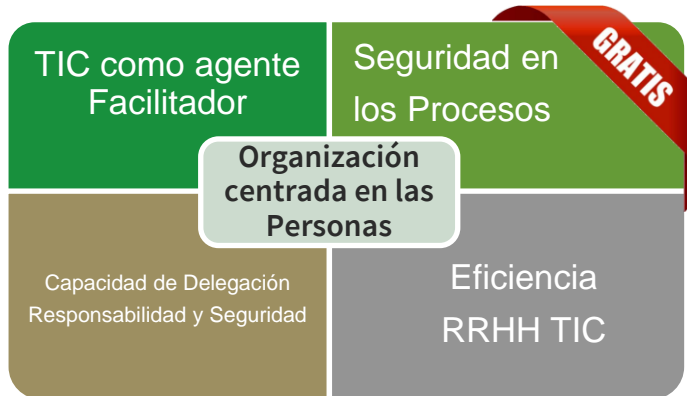 TIC como agente
Facilitador
Seguridad en
los Procesos
GRATIS
Organización
centrada en las
Personas
Capacidad de Delegación
Responsabilidad y Seguridad
Eficiencia
RRHH TIC